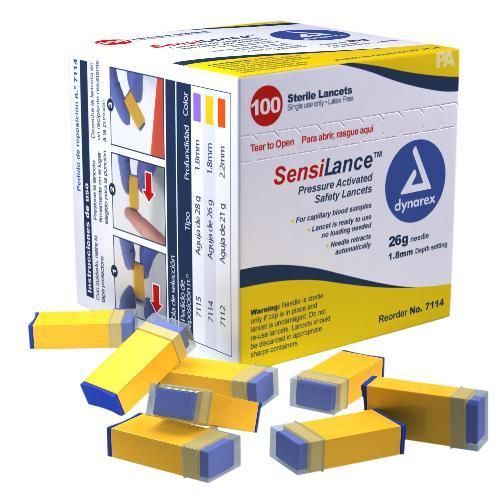 100 Sterile Lancets
Single use only • Latex Free
PA
Tear to Open Para abrir, rasgue aquí
SensiLance™
Pressure Activated
Safety Lancets
dynarex
- For capillary blood samples
- Lancet is ready to use
no loading needed
- Needle retracts
automatically
26g needle
1.8mm Depth setting
Warning: Needle is sterile
only if cap is in place and
lancet is undamaged. Do not
re-use lancets. Lancets should
be discarded in appropriate
sharps containers.
Reorder No. 7114
Pedido de reposición n.° 7114
Instrucciones de uso
1
2
3
Tipo Profundidad Color
7115 Aguja de 28 g 1.8mm
7114 Aguja de 26 g 1.8mm
7112 Aguja de 21 g 2.2mm